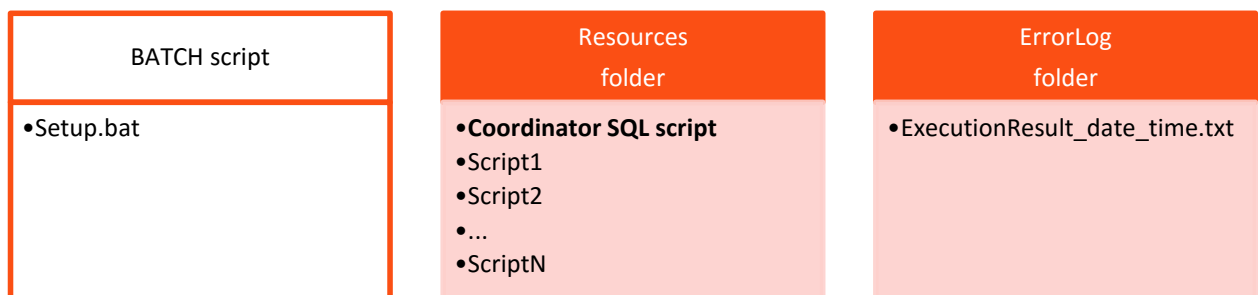 BATCH script
•Setup.bat
Resources
folder
•Coordinator SQL script
•Script1
•Script2
•...
•ScriptN
ErrorLog
folder
•ExecutionResult_date_time.txt